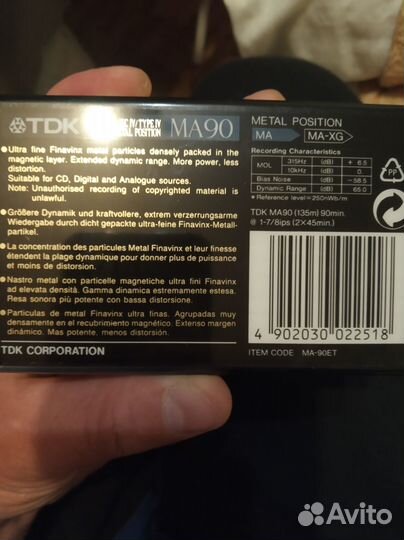 TDK IEC IV/TYPE IV METAL POSITION MA90
● Ultra fine Finavinx metal particles densely packed in the
magnetic layer. Extended dynamic range. More power, less
distortion.
Suitable for CD, Digital and Analogue sources.
Note: Unauthorised recording of copyrighted material is
unlawful.
● Größere Dynamik und kraftvollere, extrem verzerrungsarme
Wiedergabe durch dicht gepackte ultra-feine Finavinx-Metall-
partikel.
● La concentration des particules Metal Finavinx et leur finesse
étendent la plage dynamique pour donner plus de puissance
et moins de distorsion.
● Nastro metal con particelle magnetiche ultra fini Finavinx
ad elevata densità. Gamma dinamica estremamente estesa.
Resa sonora più potente con bassa distorsione.
● Particulas de metal Finavinx ultra finas. Agrupadas muy
densamente en el recubrimiento magnético. Extenso margen
dinámico. Mas potente, menos distorsión.
TDK CORPORATION
METAL POSITION
MA MA-XG
Recording Characteristics
MOL 315Hz (dB) + 6.5
10kHz (dB) 0
Bias Noise (dB) -58.5
Dynamic Range (dB) 65.0
* Reference level=250nWb/m
TDK MA90 (135m) 90min.
@ 1-7/8ips (2×45min.)
PP
4 902030 022518
ITEM CODE MA-90ET
Avito